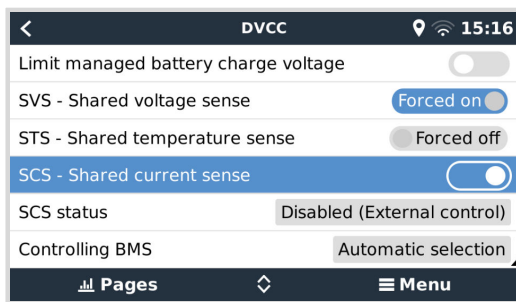 DVCC
15:16
Limit managed battery charge voltage
SVS - Shared voltage sense
Forced on
STS - Shared temperature sense
Forced off
SCS - Shared current sense
SCS status
Disabled (External control)
Controlling BMS
Automatic selection
Pages
Menu